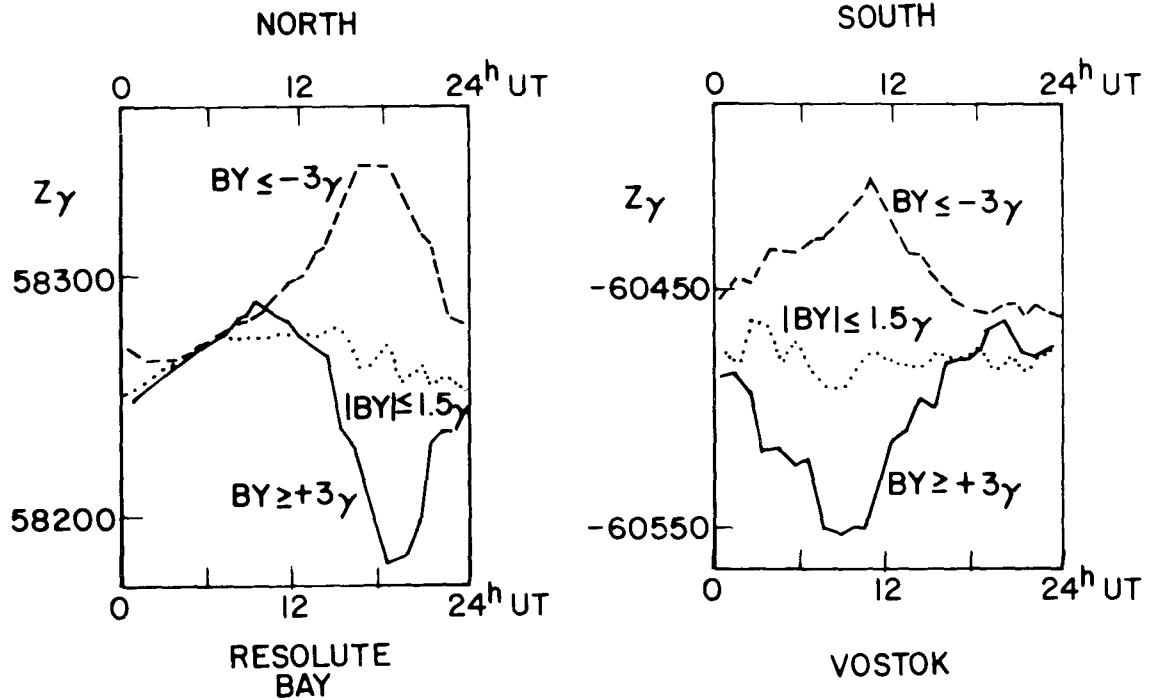 NORTH
0 12 24h UT
Zγ
BY ≤ -3γ
58300
|BY| ≤ 1.5γ
BY ≥ +3γ
58200
0 12 24h UT
RESOLUTE
BAY
SOUTH
0 12 24h UT
Zγ
BY ≤ -3γ
-60450
|BY| ≤ 1.5γ
BY ≥ +3γ
-60550
0 12 24h UT
VOSTOK